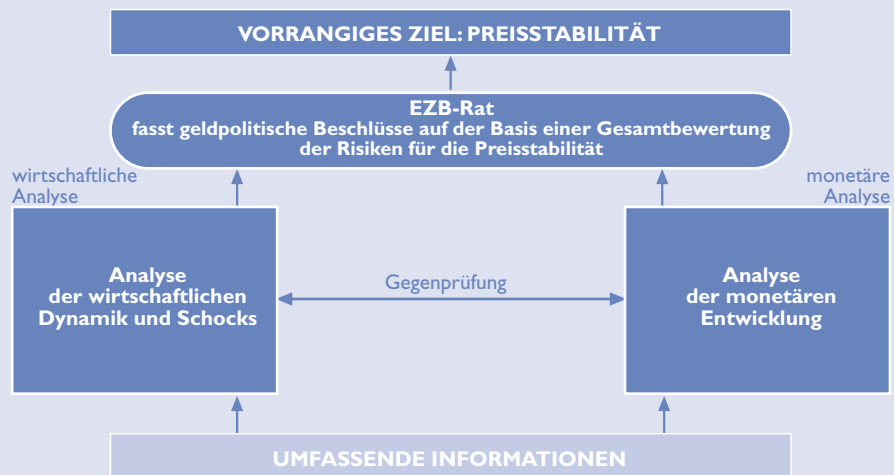 VORRANGIGES ZIEL: PREISSTABILITÄT
EZB-Rat
fasst geldpolitische Beschlüsse auf der Basis einer Gesamtbewertung
der Risiken für die Preisstabilität
wirtschaftliche
Analyse
monetäre
Analyse
Analyse
der wirtschaftlichen
Dynamik und Schocks
Gegenprüfung
Analyse
der monetären
Entwicklung
UMFASSENDE INFORMATIONEN